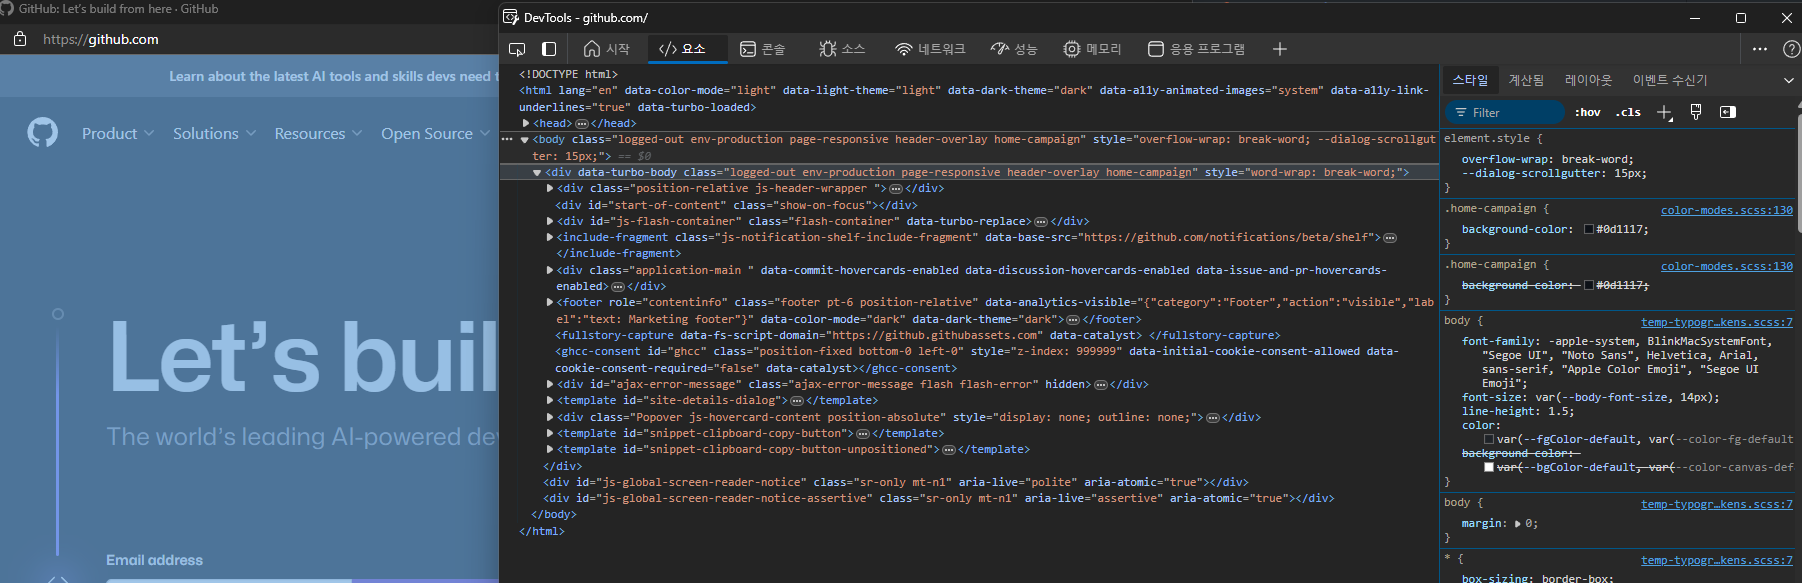 GitHub: Let's build from here · GitHub
https://github.com
Learn about the latest AI tools and skills devs need t
Product
Solutions
Resources
Open Source
Let's buil
The world's leading AI-powered dev
Email address
DevTools - github.com/
시작
</> 요소
콘솔
소스
네트워크
성능
메모리
응용 프로그램
<!DOCTYPE html>
<html lang="en" data-color-mode="light" data-light-theme="light" data-dark-theme="dark" data-a11y-animated-images="system" data-a11y-link-
underlines="true" data-turbo-loaded>
<head>…</head>
<body class="logged-out env-production page-responsive header-overlay home-campaign" style="overflow-wrap: break-word; --dialog-scrollgut
ter: 15px;"> == $0
<div data-turbo-body class="logged-out env-production page-responsive header-overlay home-campaign" style="word-wrap: break-word;">
<div class="position-relative js-header-wrapper ">…</div>
<div id="start-of-content" class="show-on-focus"></div>
<div id="js-flash-container" class="flash-container" data-turbo-replace>…</div>
<include-fragment class="js-notification-shelf-include-fragment" data-base-src="https://github.com/notifications/beta/shelf">…
</include-fragment>
<div class="application-main " data-commit-hovercards-enabled data-discussion-hovercards-enabled data-issue-and-pr-hovercards-
enabled>…</div>
<footer role="contentinfo" class="footer pt-6 position-relative" data-analytics-visible="{"category":"Footer","action":"visible","lab
el":"text: Marketing footer"}" data-color-mode="dark" data-dark-theme="dark">…</footer>
<fullstory-capture data-fs-script-domain="https://github.githubassets.com" data-catalyst> </fullstory-capture>
<ghcc-consent id="ghcc" class="position-fixed bottom-0 left-0" style="z-index: 999999" data-initial-cookie-consent-allowed data-
cookie-consent-required="false" data-catalyst></ghcc-consent>
<div id="ajax-error-message" class="ajax-error-message flash flash-error" hidden>…</div>
<template id="site-details-dialog">…</template>
<div class="Popover js-hovercard-content position-absolute" style="display: none; outline: none;">…</div>
<template id="snippet-clipboard-copy-button">…</template>
<template id="snippet-clipboard-copy-button-unpositioned">…</template>
</div>
<div id="js-global-screen-reader-notice" class="sr-only mt-n1" aria-live="polite" aria-atomic="true"></div>
<div id="js-global-screen-reader-notice-assertive" class="sr-only mt-n1" aria-live="assertive" aria-atomic="true"></div>
</body>
</html>
스타일
계산됨
레이아웃
이벤트 수신기
Filter
:hov
.cls
element.style {
overflow-wrap: break-word;
--dialog-scrollgutter: 15px;
}
.home-campaign {
color-modes.scss:130
background-color: #0d1117;
}
.home-campaign {
color-modes.scss:130
background-color: #0d1117;
}
body {
temp-typogr…kens.scss:7
font-family: -apple-system, BlinkMacSystemFont,
"Segoe UI", "Noto Sans", Helvetica, Arial,
sans-serif, "Apple Color Emoji", "Segoe UI
Emoji";
font-size: var(--body-font-size, 14px);
line-height: 1.5;
color:
var(--fgColor-default, var(--color-fg-default
background-color:
var(--bgColor-default, var(--color-canvas-def
}
body {
temp-typogr…kens.scss:7
margin: 0;
}
* {
temp-typogr…kens.scss:7
box-sizing: border-box;